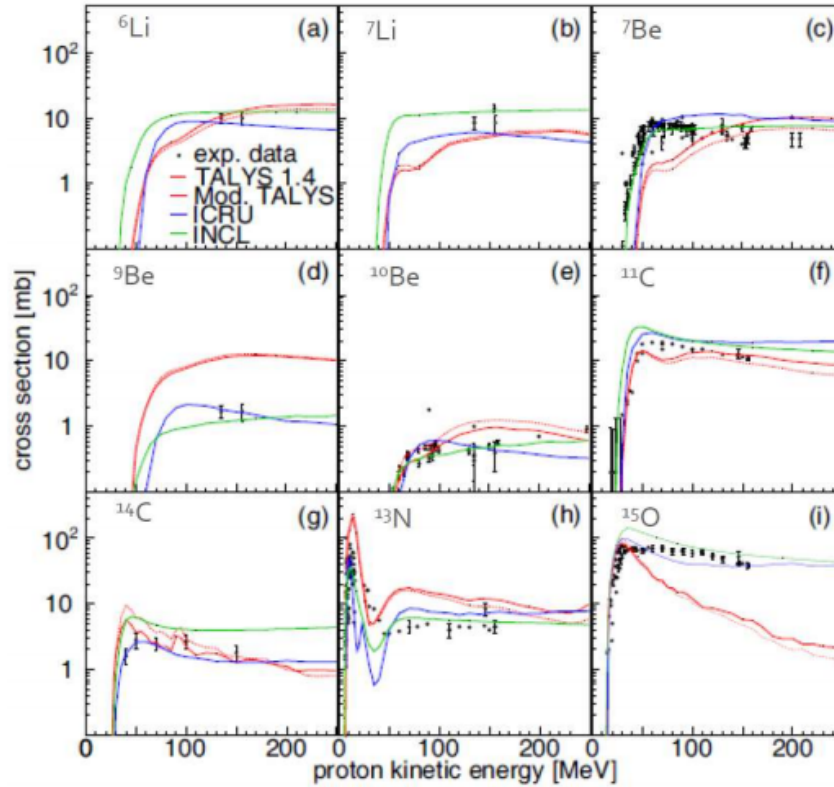 ⁶Li (a)
⁷Li (b)
⁷Be (c)
10²
10
1
exp. data
TALYS 1.4
Mod. TALYS
ICRU
INCL
⁹Be (d)
¹⁰Be (e)
¹¹C (f)
10²
10
1
cross section [mb]
¹⁴C (g)
¹³N (h)
¹⁵O (i)
10²
10
1
0 100 200 0 100 200 0 100 200
proton kinetic energy [MeV]